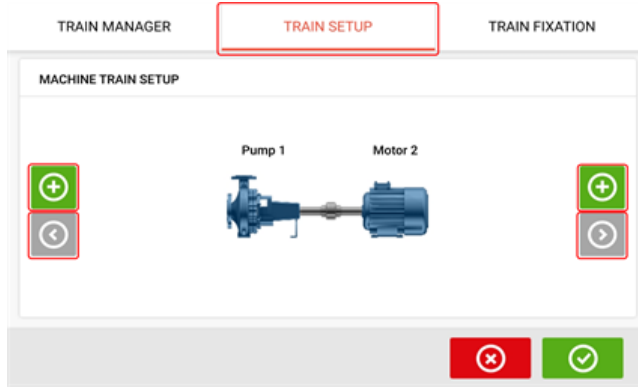 TRAIN MANAGER
TRAIN SETUP
TRAIN FIXATION
MACHINE TRAIN SETUP
Pump 1
Motor 2